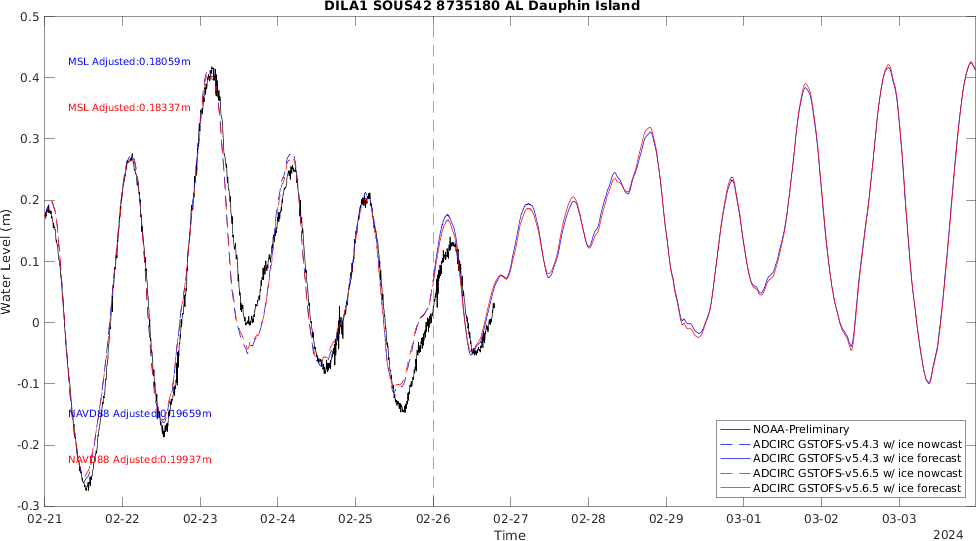 DILA1 SOUS42 8735180 AL Dauphin Island
0.5
0.4
0.3
0.2
0.1
0
-0.1
-0.2
-0.3
Water Level (m)
MSL Adjusted:0.18059m
MSL Adjusted:0.18337m
NAVD88 Adjusted:0.19659m
NAVD88 Adjusted:0.19937m
NOAA-Preliminary
ADCIRC GSTOFS-v5.4.3 w/ ice nowcast
ADCIRC GSTOFS-v5.4.3 w/ ice forecast
ADCIRC GSTOFS-v5.6.5 w/ ice nowcast
ADCIRC GSTOFS-v5.6.5 w/ ice forecast
02-21 02-22 02-23 02-24 02-25 02-26 02-27 02-28 02-29 03-01 03-02 03-03
Time
2024